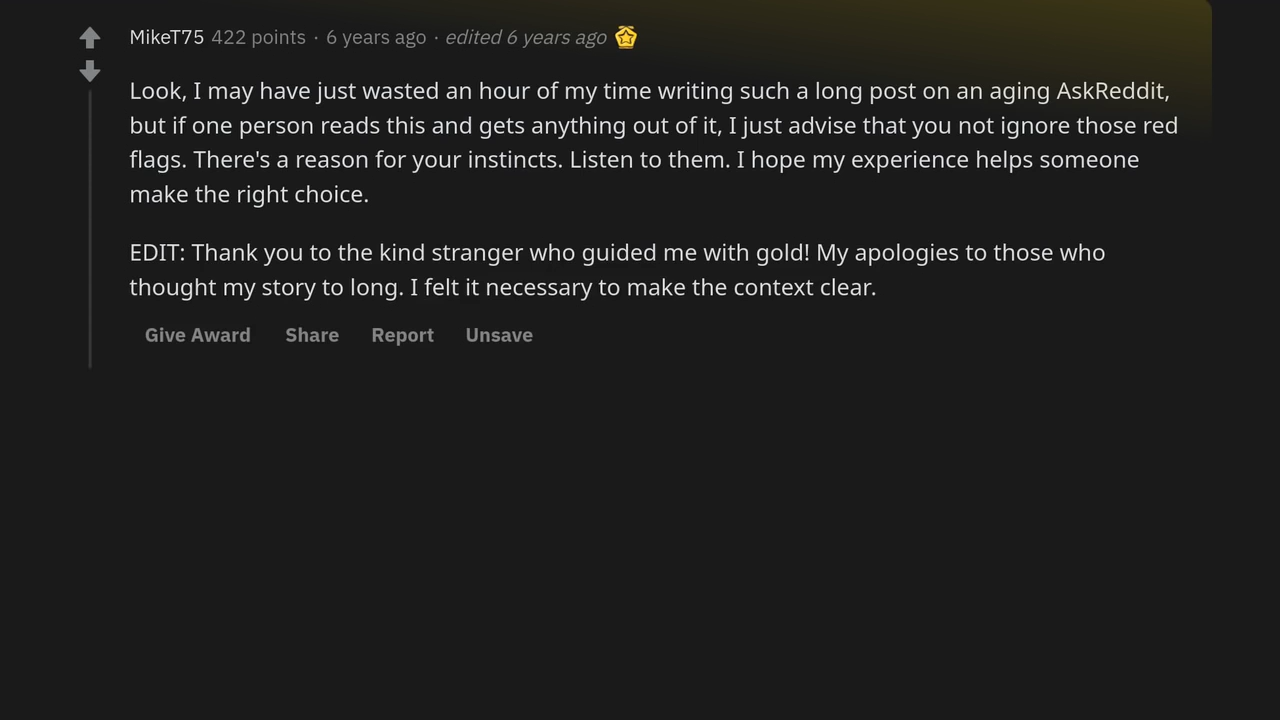 MikeT75 422 points · 6 years ago · edited 6 years ago
Look, I may have just wasted an hour of my time writing such a long post on an aging AskReddit,
but if one person reads this and gets anything out of it, I just advise that you not ignore those red
flags. There's a reason for your instincts. Listen to them. I hope my experience helps someone
make the right choice.
EDIT: Thank you to the kind stranger who guided me with gold! My apologies to those who
thought my story to long. I felt it necessary to make the context clear.
Give Award Share Report Unsave